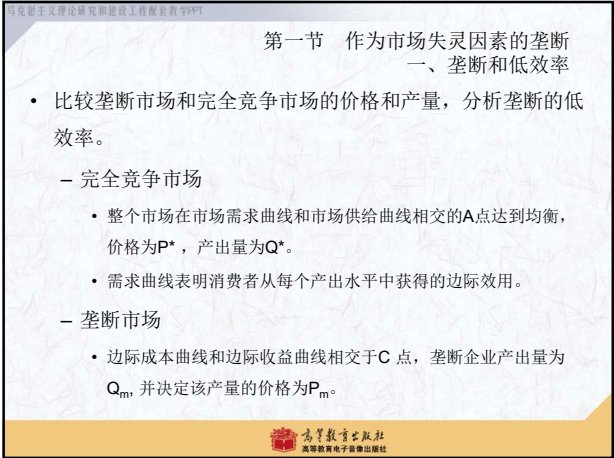 马克思主义理论研究和建设工程配套教学PPT
第一节 作为市场失灵因素的垄断
一、垄断和低效率
• 比较垄断市场和完全竞争市场的价格和产量，分析垄断的低
效率。
– 完全竞争市场
• 整个市场在市场需求曲线和市场供给曲线相交的A点达到均衡，
价格为P* ，产出量为Q*。
• 需求曲线表明消费者从每个产出水平中获得的边际效用。
– 垄断市场
• 边际成本曲线和边际收益曲线相交于C 点，垄断企业产出量为
Qm, 并决定该产量的价格为Pm。
高等教育出版社
高等教育电子音像出版社